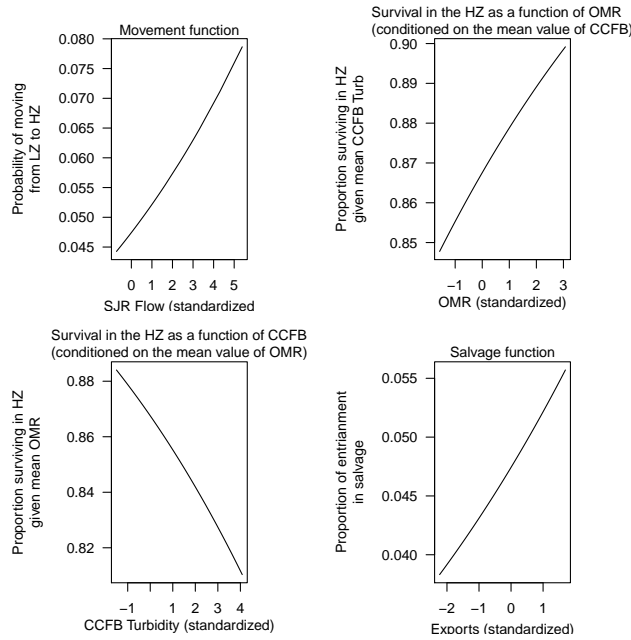 Movement function
Probability of moving
from LZ to HZ
0.080
0.075
0.070
0.065
0.060
0.055
0.050
0.045
0 1 2 3 4 5
SJR Flow (standardized
Survival in the HZ as a function of OMR
(conditioned on the mean value of CCFB)
Proportion surviving in HZ
given mean CCFB Turb
0.90
0.89
0.88
0.87
0.86
0.85
−1 0 1 2 3
OMR (standardized)
Survival in the HZ as a function of CCFB
(conditioned on the mean value of OMR)
Proportion surviving in HZ
given mean OMR
0.88
0.86
0.84
0.82
−1 1 2 3 4
CCFB Turbidity (standardized)
Salvage function
Proportion of entrianment
in salvage
0.055
0.050
0.045
0.040
−2 −1 0 1
Exports (standardized)